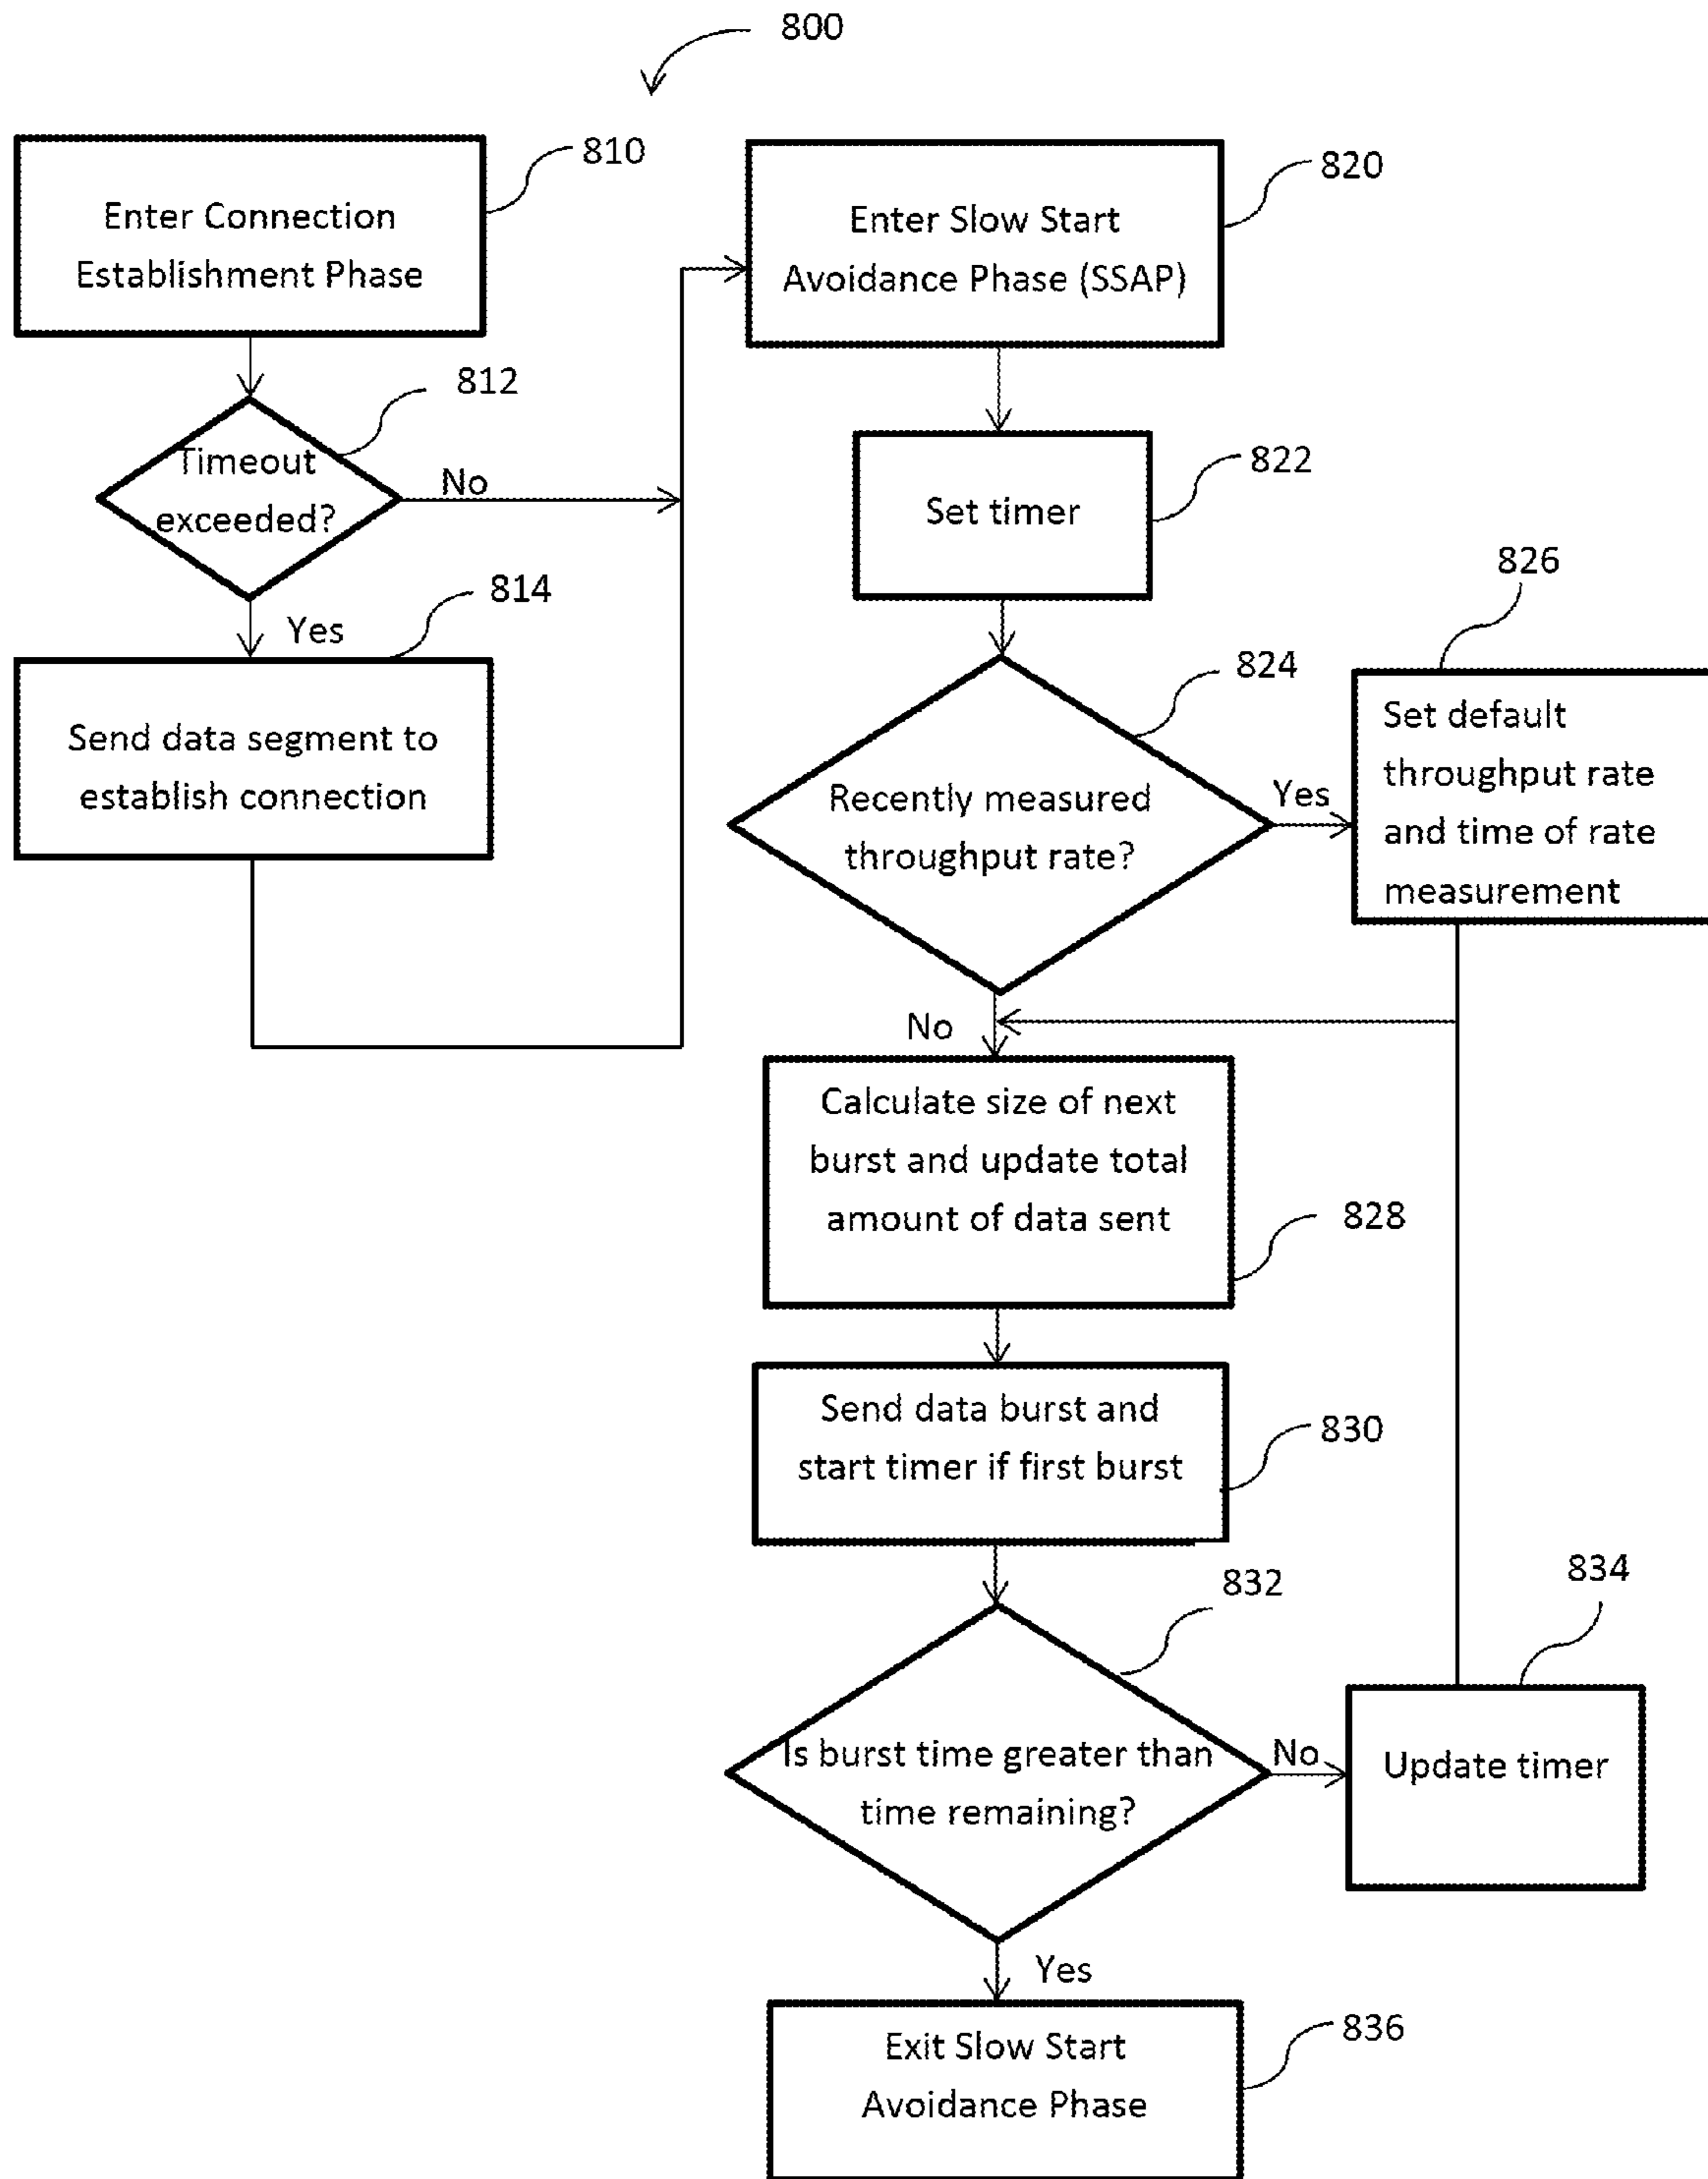 800
810
Enter Connection
Establishment Phase
812
Timeout
exceeded?
No
Yes
814
Send data segment to
establish connection
820
Enter Slow Start
Avoidance Phase (SSAP)
822
Set timer
824
Recently measured
throughput rate?
Yes
826
Set default
throughput rate
and time of rate
measurement
No
Calculate size of next
burst and update total
amount of data sent
828
Send data burst and
start timer if first burst
830
832
Is burst time greater than
time remaining?
No
834
Update timer
Yes
Exit Slow Start
Avoidance Phase
836